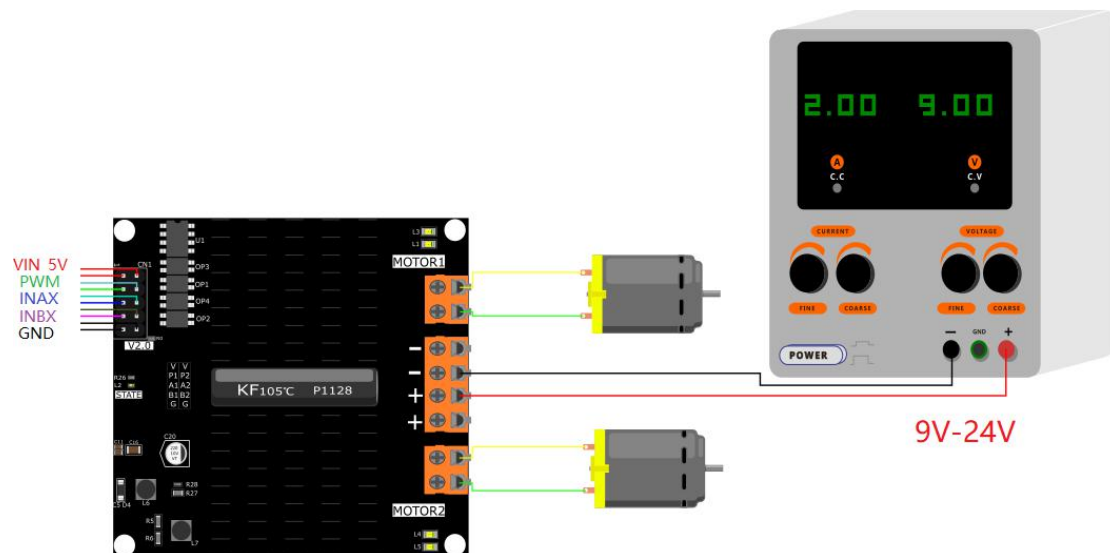 2.00 9.00
A V
C.C C.V
CURRENT VOLTAGE
FINE COARSE FINE COARSE
− GND +
POWER
9V-24V
VIN 5V
PWM
INAX
INBX
GND
CN1
V2.0
U1
OP3
OP1
OP4
OP2
L3
L1
MOTOR1
−
−
+
+
MOTOR2
L4
L5
R26
L2
STATE
V V
P1 P2
A1 A2
B1 B2
G G
KF105℃ P1128
C16
C20
R28
R27
L6
D4
R5
R6
L7